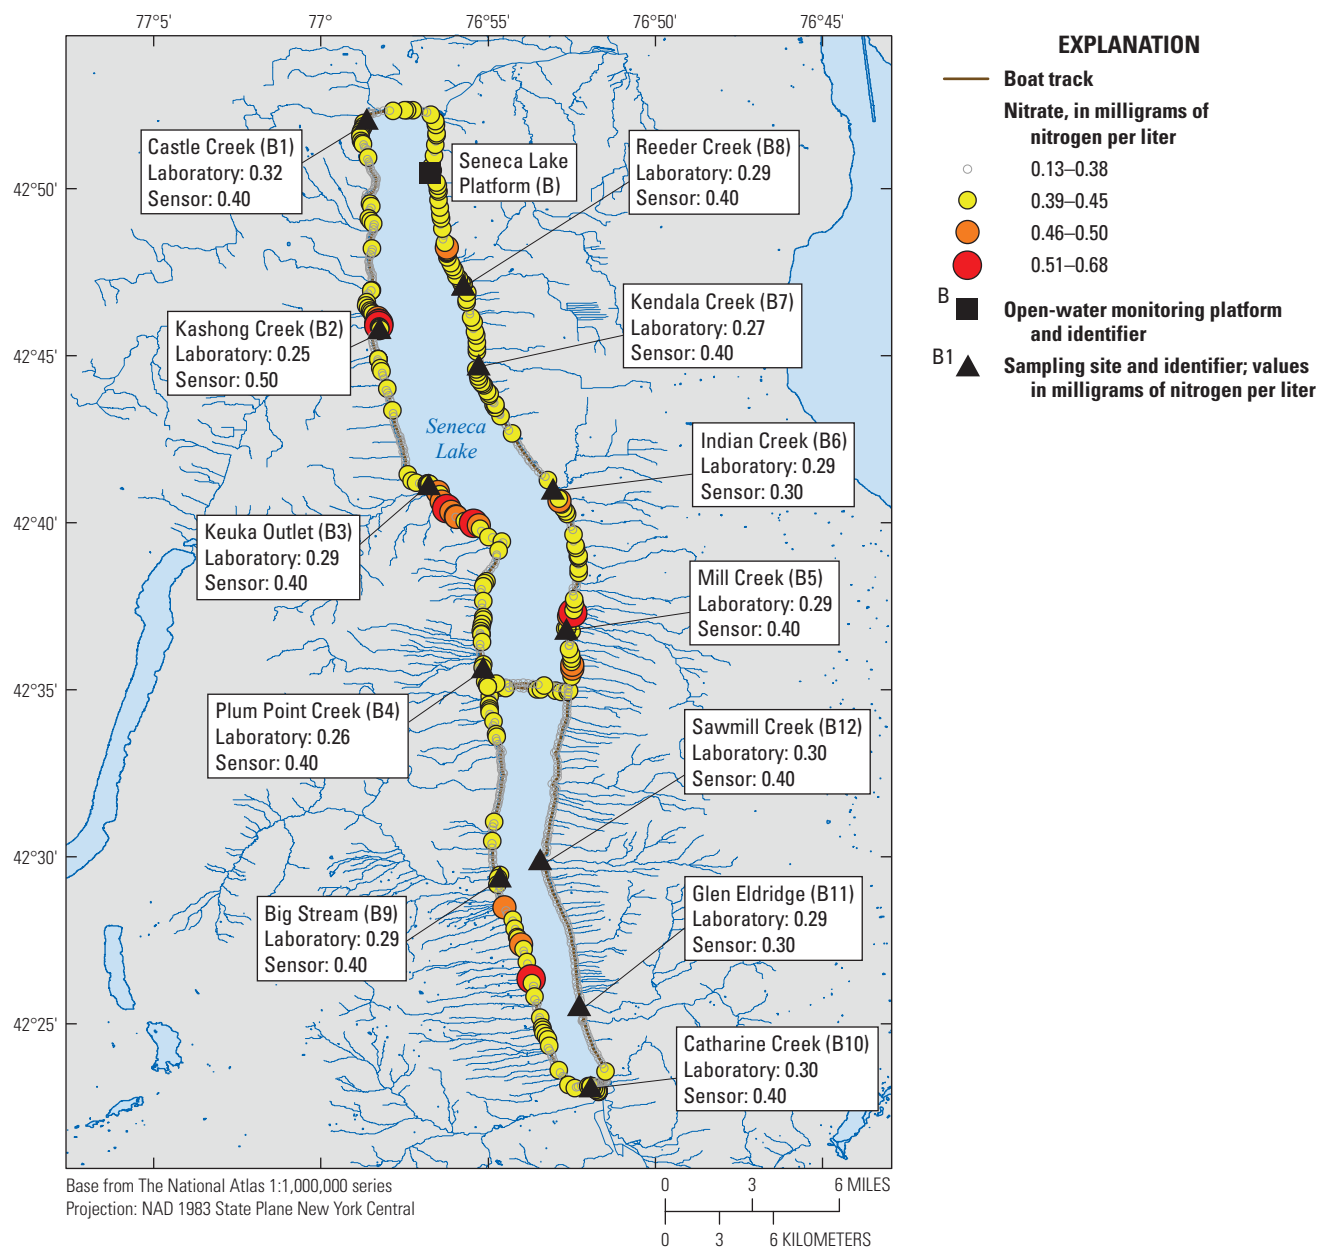 77°5'
77°
76°55'
76°50'
76°45'
42°50'
42°45'
42°40'
42°35'
42°30'
42°25'
Castle Creek (B1)
Laboratory: 0.32
Sensor: 0.40
Seneca Lake
Platform (B)
Reeder Creek (B8)
Laboratory: 0.29
Sensor: 0.40
Kashong Creek (B2)
Laboratory: 0.25
Sensor: 0.50
Kendala Creek (B7)
Laboratory: 0.27
Sensor: 0.40
Seneca
Lake
Indian Creek (B6)
Laboratory: 0.29
Sensor: 0.30
Keuka Outlet (B3)
Laboratory: 0.29
Sensor: 0.40
Mill Creek (B5)
Laboratory: 0.29
Sensor: 0.40
Plum Point Creek (B4)
Laboratory: 0.26
Sensor: 0.40
Sawmill Creek (B12)
Laboratory: 0.30
Sensor: 0.40
Big Stream (B9)
Laboratory: 0.29
Sensor: 0.40
Glen Eldridge (B11)
Laboratory: 0.29
Sensor: 0.30
Catharine Creek (B10)
Laboratory: 0.30
Sensor: 0.40
Base from The National Atlas 1:1,000,000 series
Projection: NAD 1983 State Plane New York Central
0 3 6 MILES
0 3 6 KILOMETERS
EXPLANATION
Boat track
Nitrate, in milligrams of
nitrogen per liter
0.13–0.38
0.39–0.45
0.46–0.50
0.51–0.68
B
Open-water monitoring platform
and identifier
B1
Sampling site and identifier; values
in milligrams of nitrogen per liter